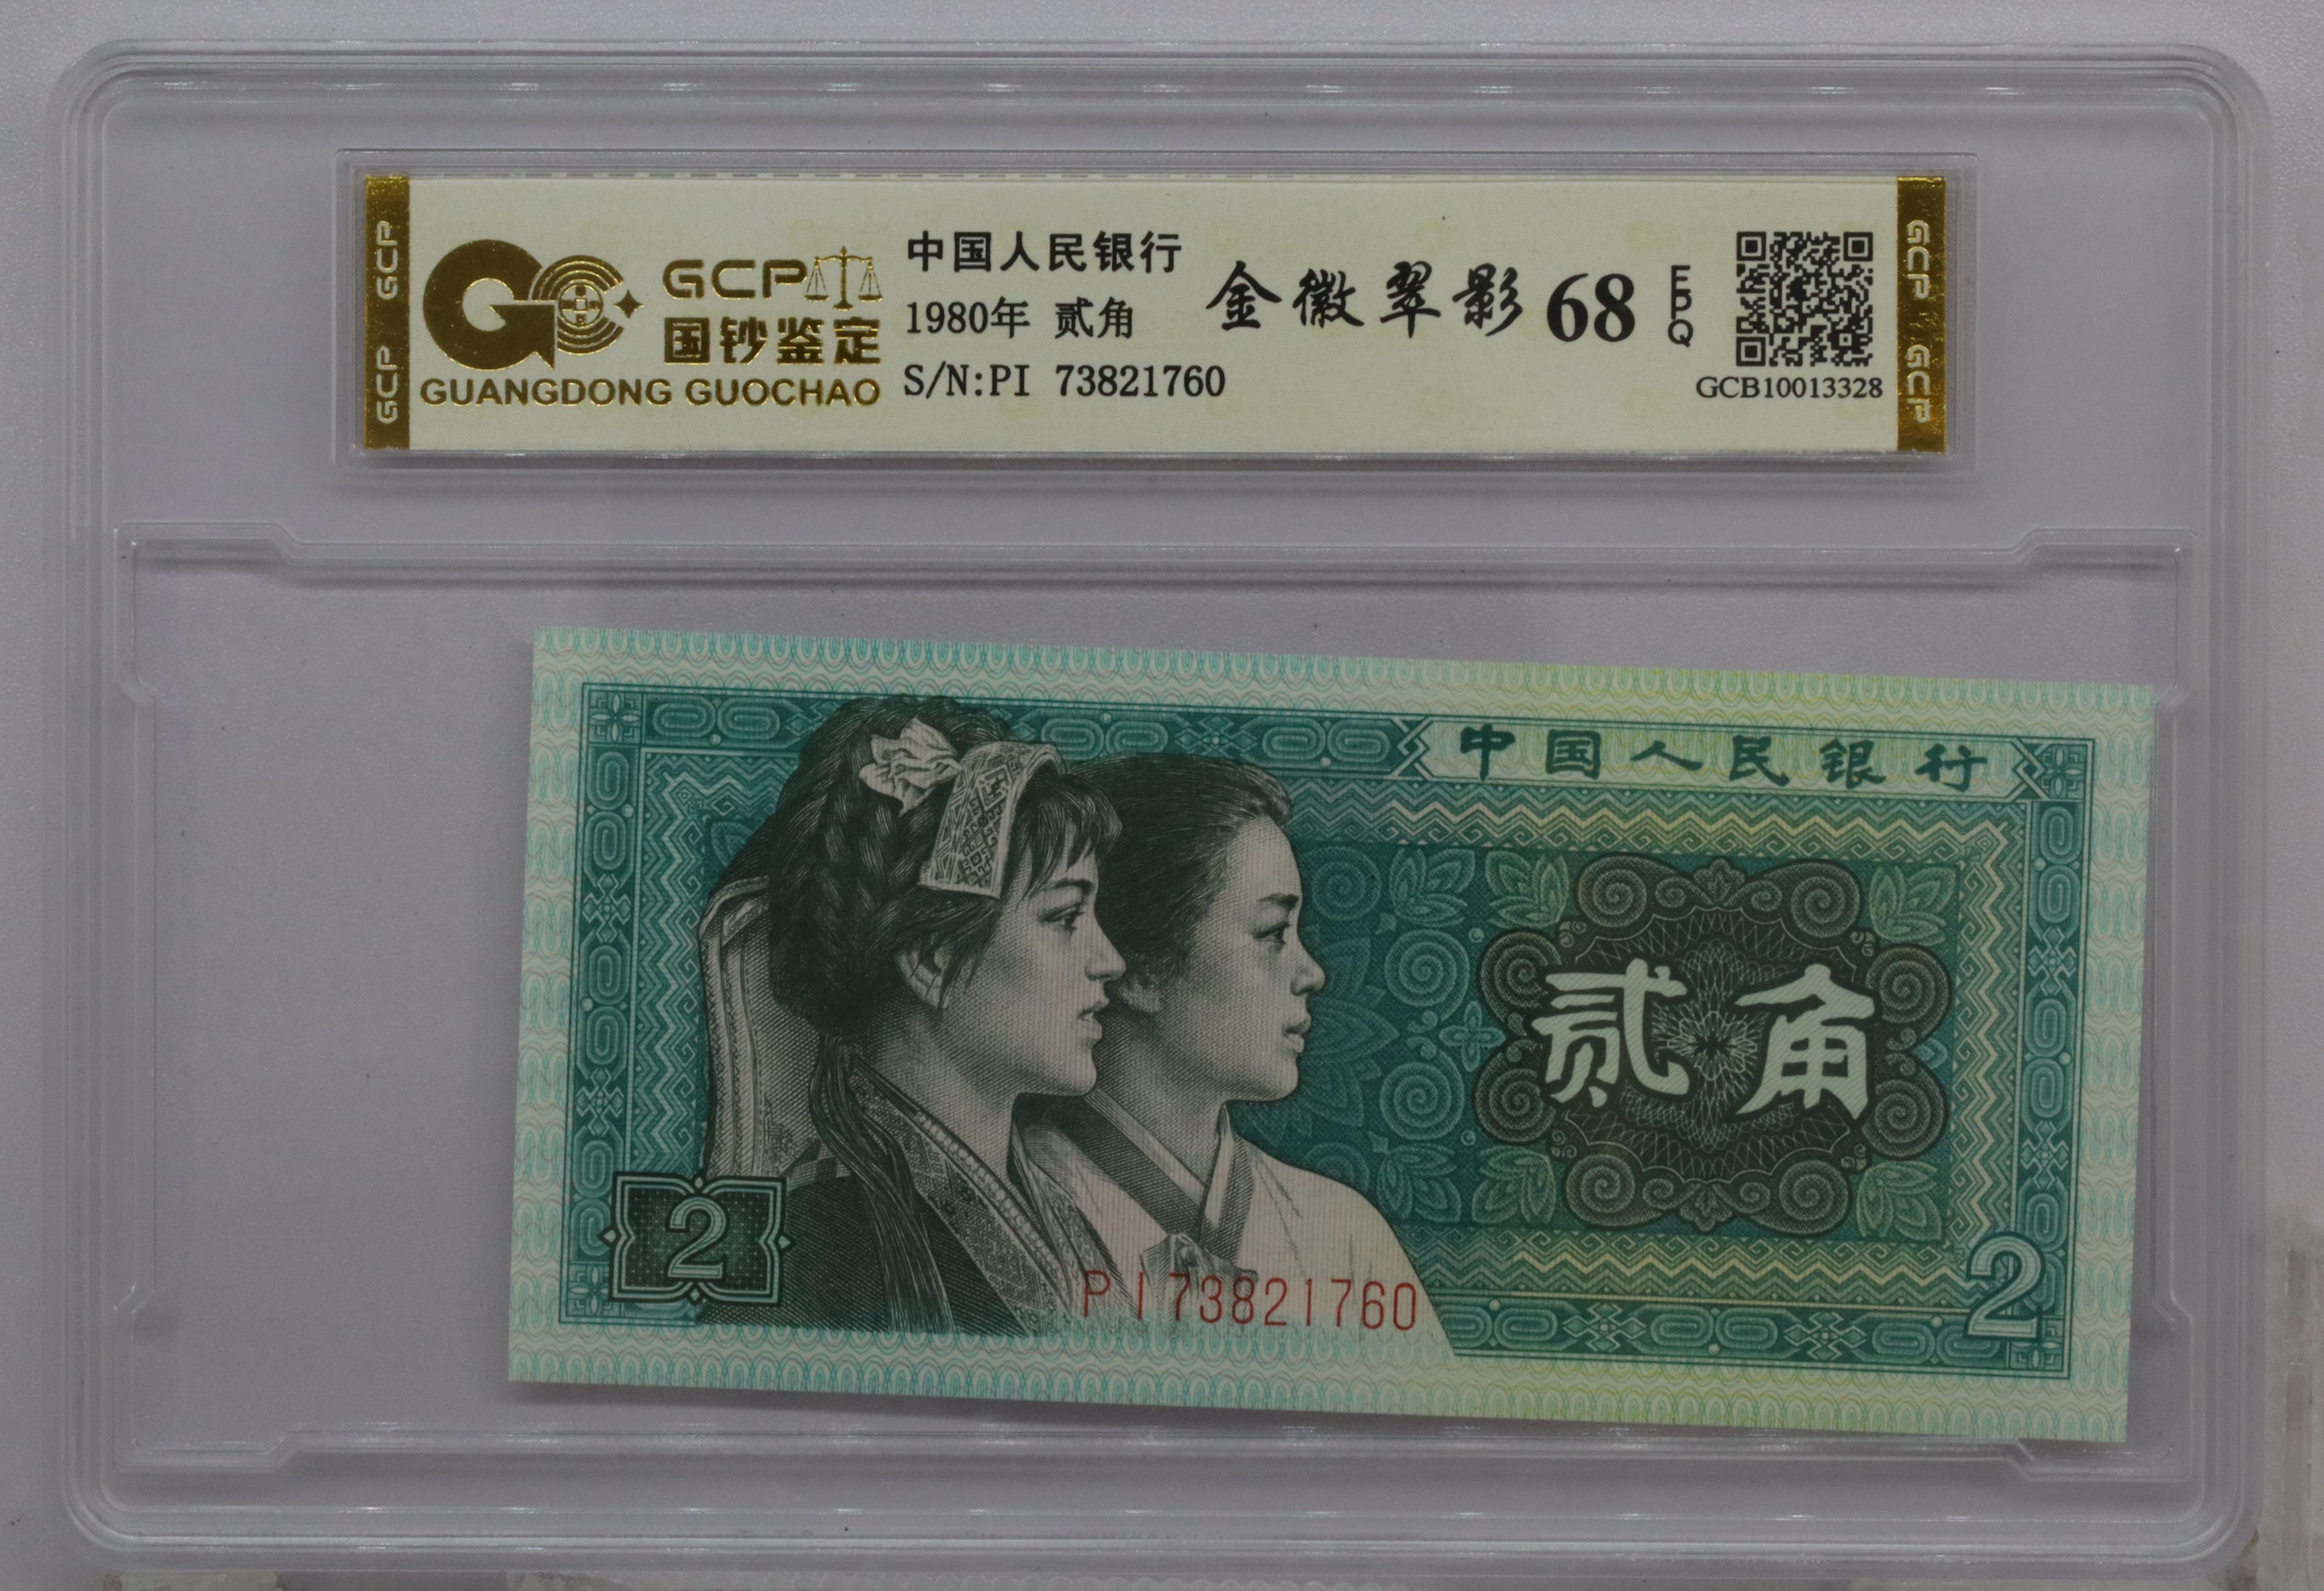 GCP GCP
GCP
国钞鉴定
GUANGDONG GUOCHAO
中国人民银行
1980年 贰角
S/N:PI 73821760
金徽翠影 68 EPQ
GCB10013328
GCP GCP
中国人民银行
贰角
2
PI73821760
2